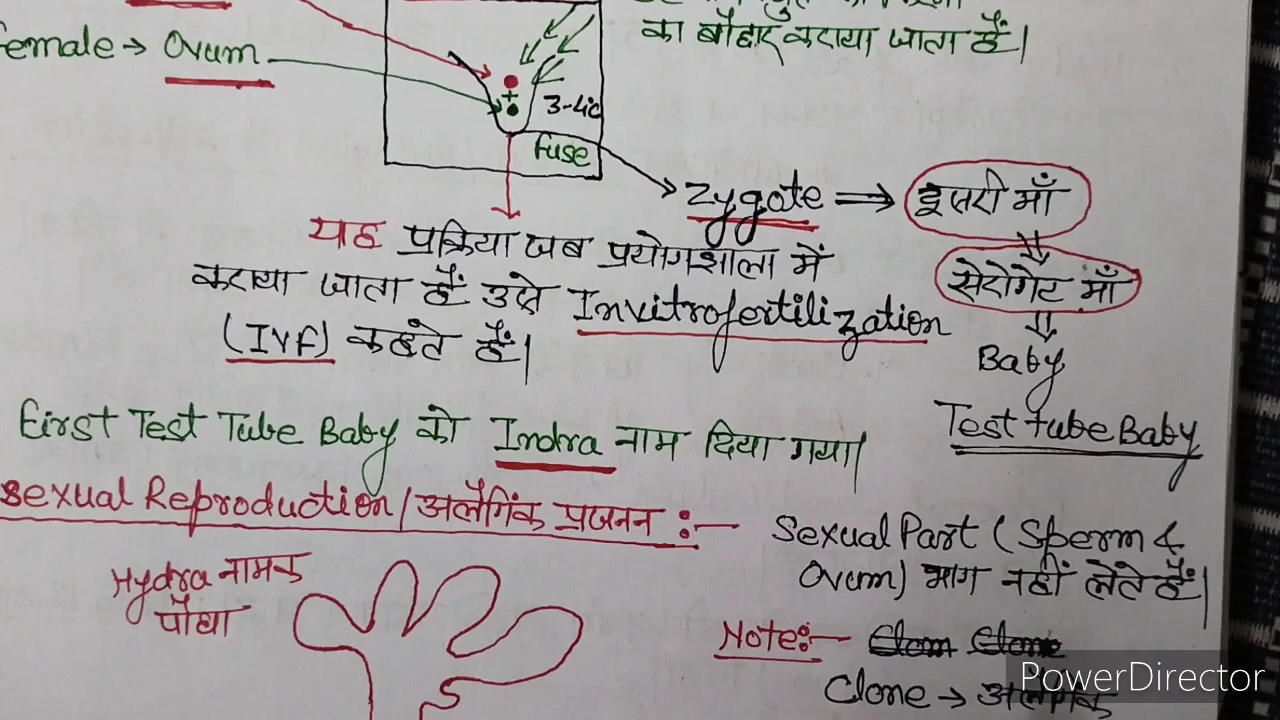 का बौछार कराया जाता हैं।
Female → Ovum
+
3-4°C
fuse
Zygote ⇒ दूसरी माँ
यह प्रक्रिया जब प्रयोगशाला में
सेरोगेट माँ
कराया जाता हैं उसे Invitrofertilization
(IVF) कहते हैं।
Baby
First Test Tube Baby को Indra नाम दिया गया।
Test tube Baby
sexual Reproduction / अलैगिंक प्रजनन :-
Sexual Part (Sperm &
Ovum) भाग नहीं लेते हैं।
Hydra नामक
पौधा
Note:-
Clone → अलैगिंक
PowerDirector